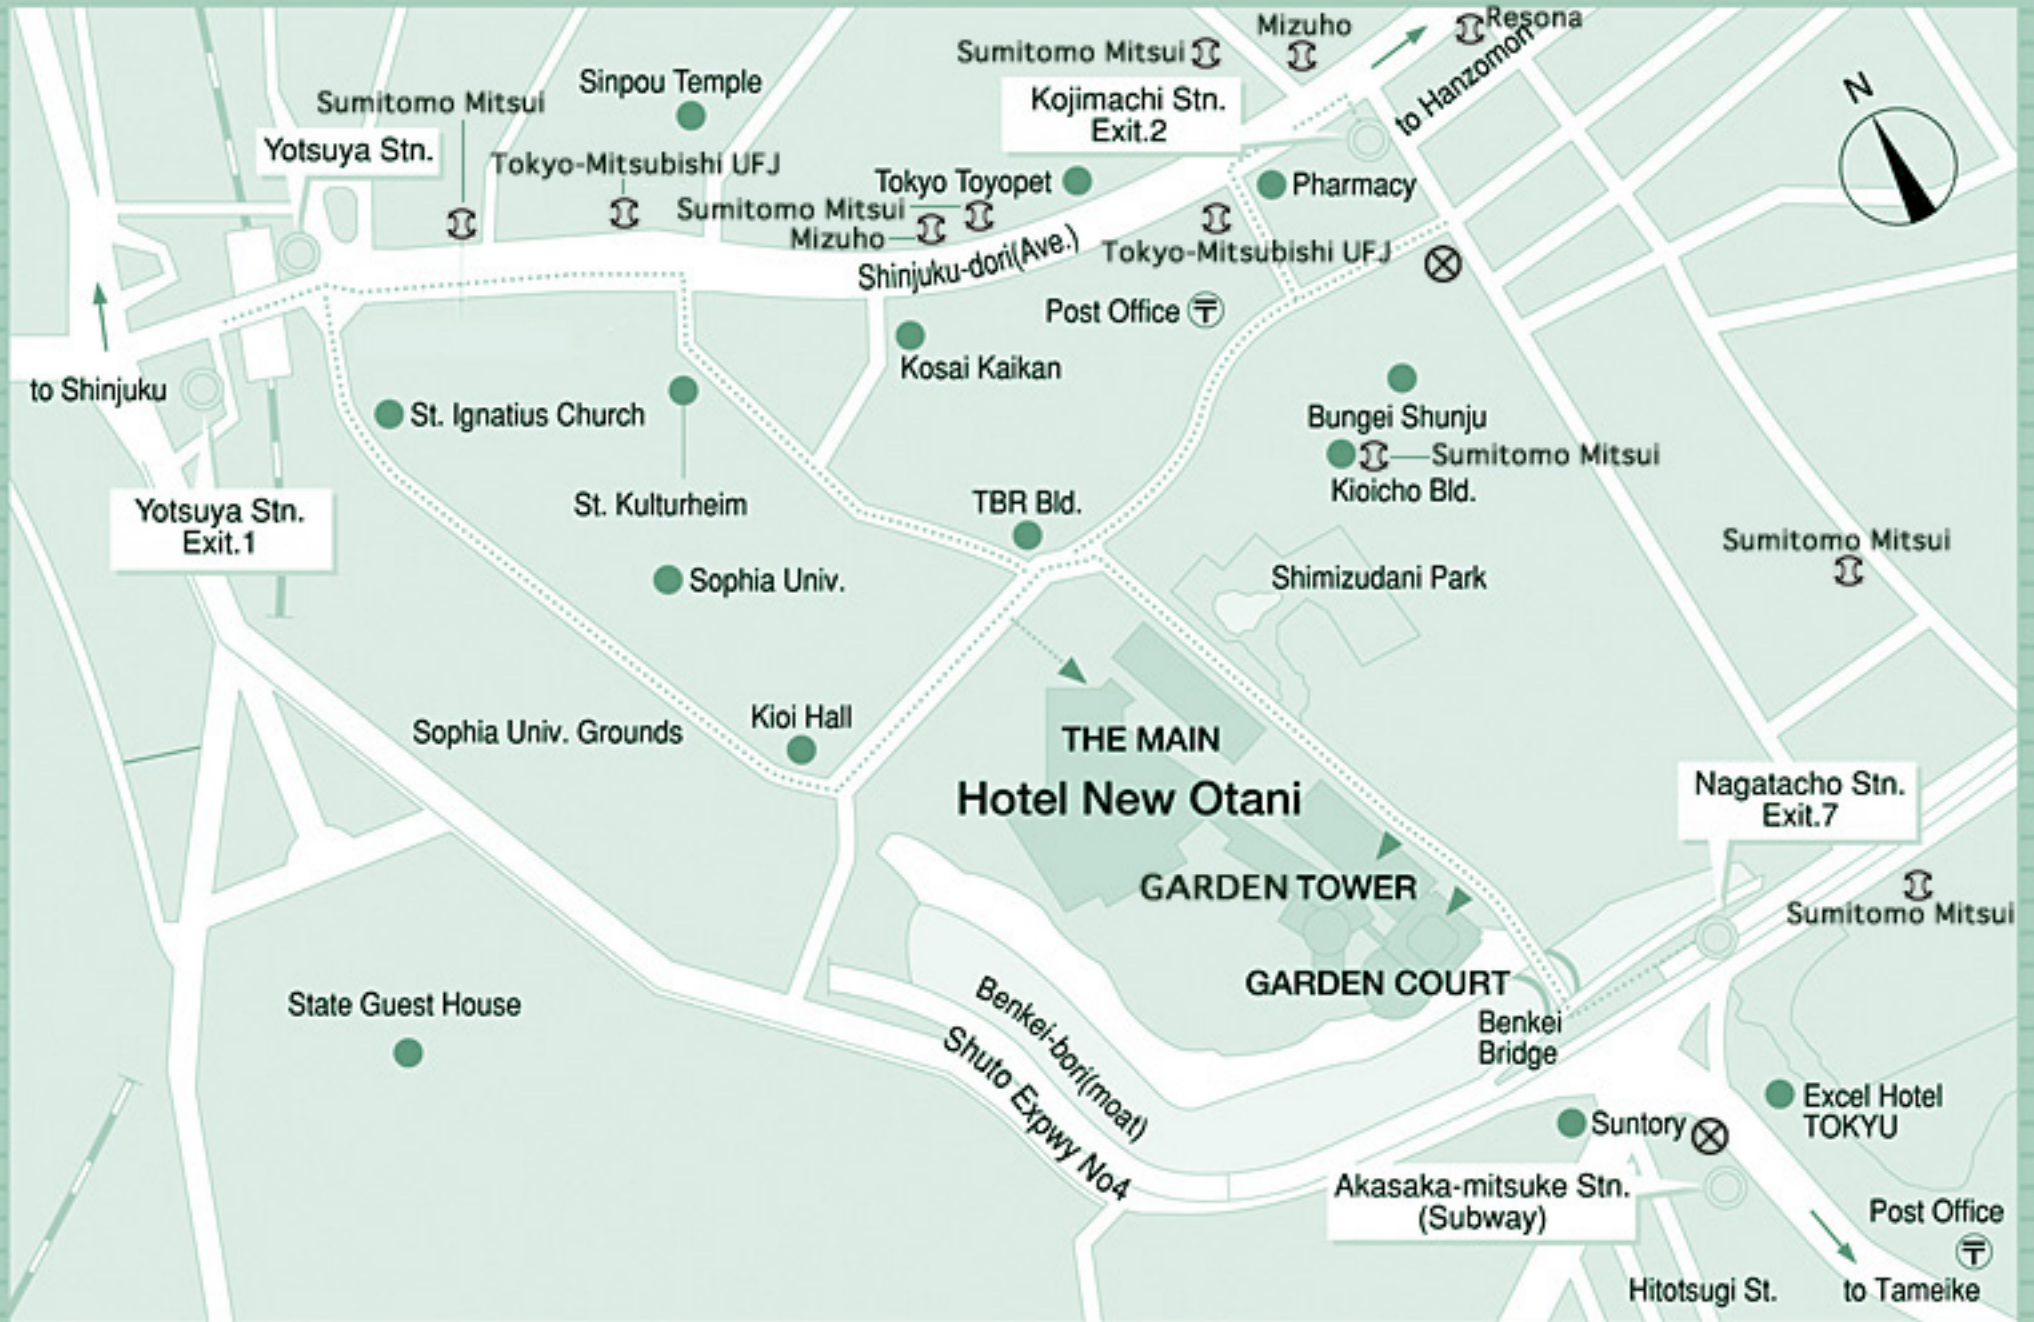 Resona
Mizuho
Sumitomo Mitsui
to Hanzomon
Sinpou Temple
Sumitomo Mitsui
Kojimachi Stn.
Exit.2
N
Yotsuya Stn.
Tokyo-Mitsubishi UFJ
Tokyo Toyopet
Pharmacy
Sumitomo Mitsui
Mizuho
Shinjuku-dori(Ave.)
Tokyo-Mitsubishi UFJ
Post Office 〒
Kosai Kaikan
to Shinjuku
St. Ignatius Church
Bungei Shunju
Sumitomo Mitsui
Kioicho Bld.
Yotsuya Stn.
Exit.1
St. Kulturheim
TBR Bld.
Sumitomo Mitsui
Sophia Univ.
Shimizudani Park
Kioi Hall
Sophia Univ. Grounds
THE MAIN
Hotel New Otani
Nagatacho Stn.
Exit.7
GARDEN TOWER
Sumitomo Mitsui
GARDEN COURT
State Guest House
Benkei-bori(moat)
Benkei
Bridge
Shuto Expwy No4
Excel Hotel
TOKYU
Suntory
Akasaka-mitsuke Stn.
(Subway)
Post Office
〒
Hitotsugi St.
to Tameike